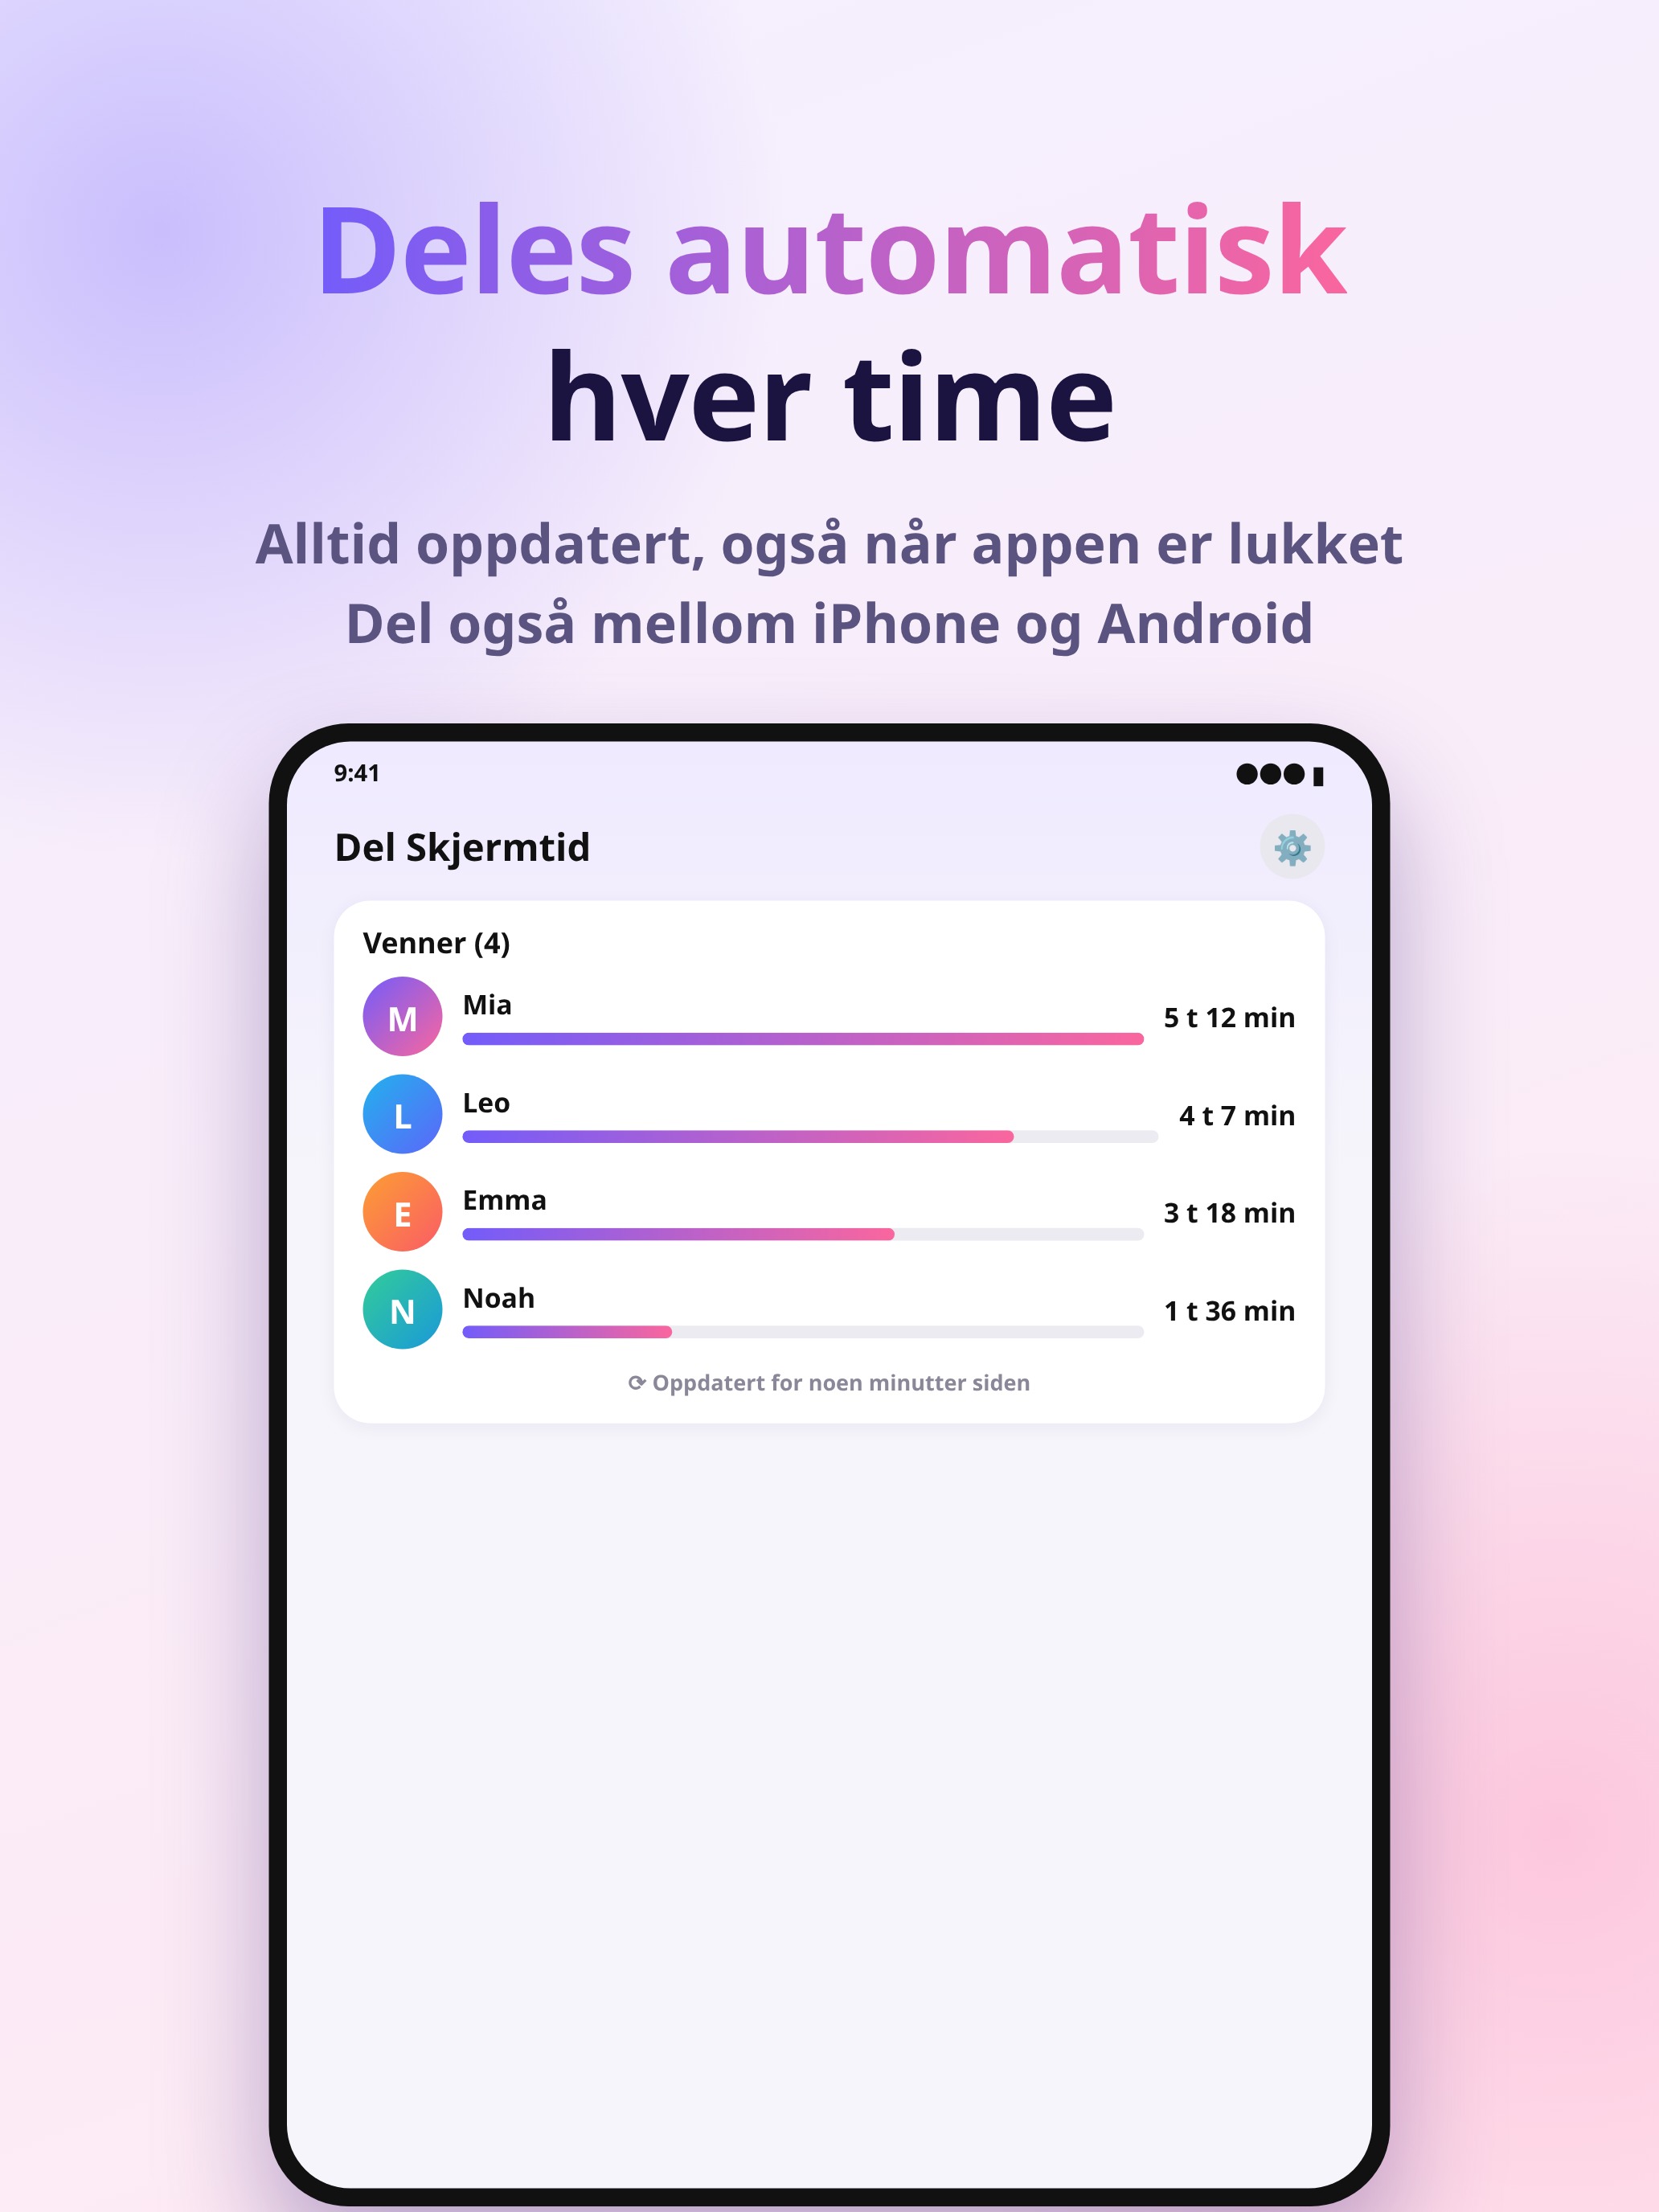 Deles automatisk
hver time
Alltid oppdatert, også når appen er lukket
Del også mellom iPhone og Android
9:41
Del Skjermtid
Venner (4)
M
Mia
5 t 12 min
L
Leo
4 t 7 min
E
Emma
3 t 18 min
N
Noah
1 t 36 min
⟳ Oppdatert for noen minutter siden